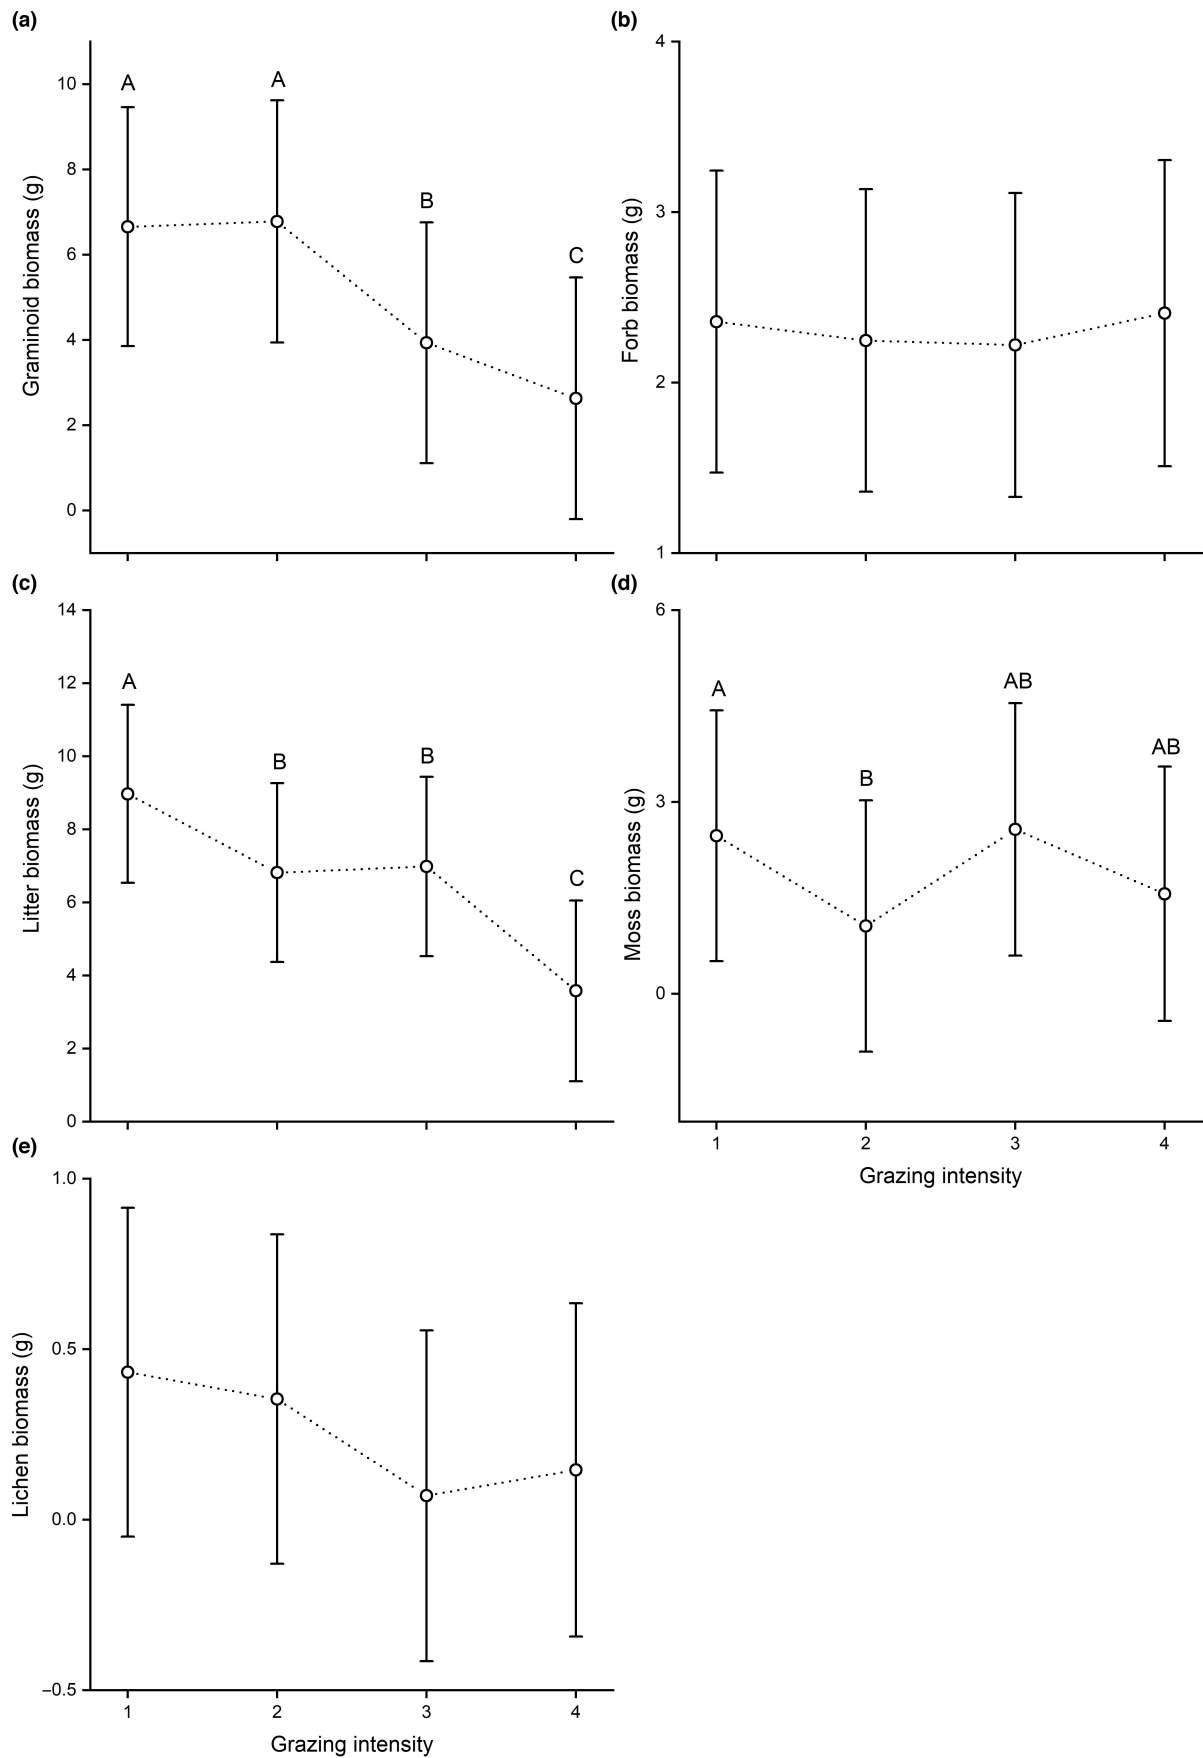 (a)
Graminoid biomass (g)
10
8
6
4
2
0
A
A
B
C
(b)
Forb biomass (g)
4
3
2
1
(c)
Litter biomass (g)
14
12
10
8
6
4
2
0
A
B
B
C
(d)
Moss biomass (g)
6
3
0
A
B
AB
AB
1 2 3 4
Grazing intensity
(e)
Lichen biomass (g)
1.0
0.5
0.0
–0.5
1 2 3 4
Grazing intensity